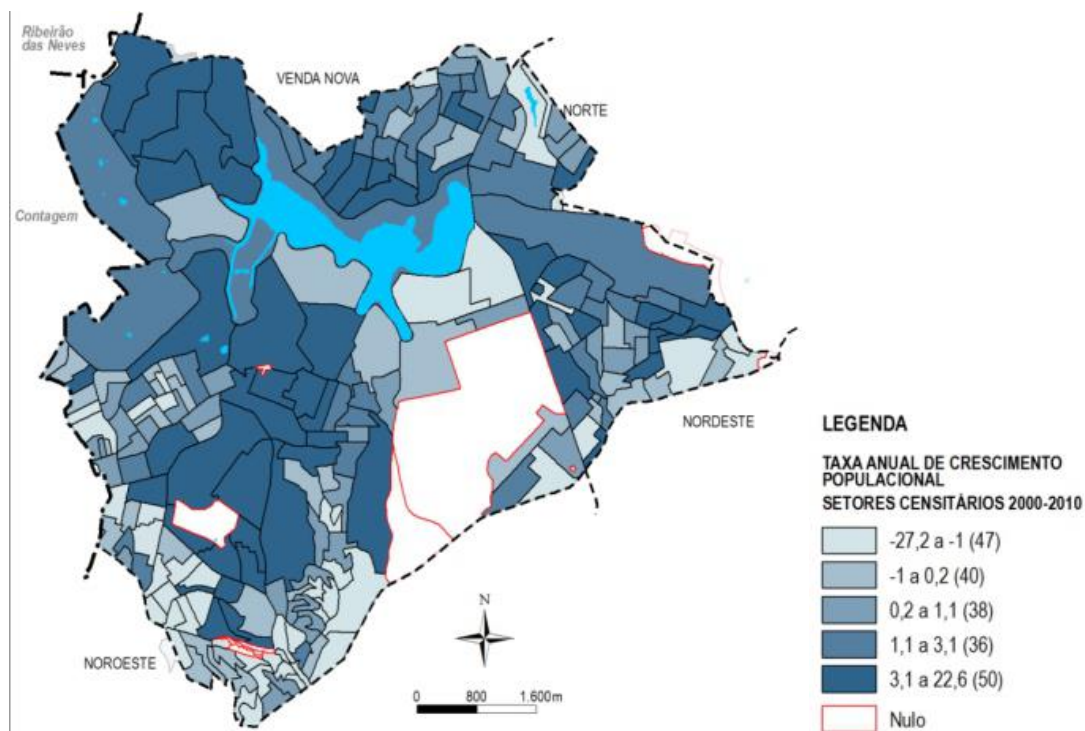 Ribeirão
das Neves
VENDA NOVA
NORTE
Contagem
NORDESTE
NOROESTE
N
0 800 1.600m
LEGENDA
TAXA ANUAL DE CRESCIMENTO
POPULACIONAL
SETORES CENSITÁRIOS 2000-2010
-27,2 a -1 (47)
-1 a 0,2 (40)
0,2 a 1,1 (38)
1,1 a 3,1 (36)
3,1 a 22,6 (50)
Nulo